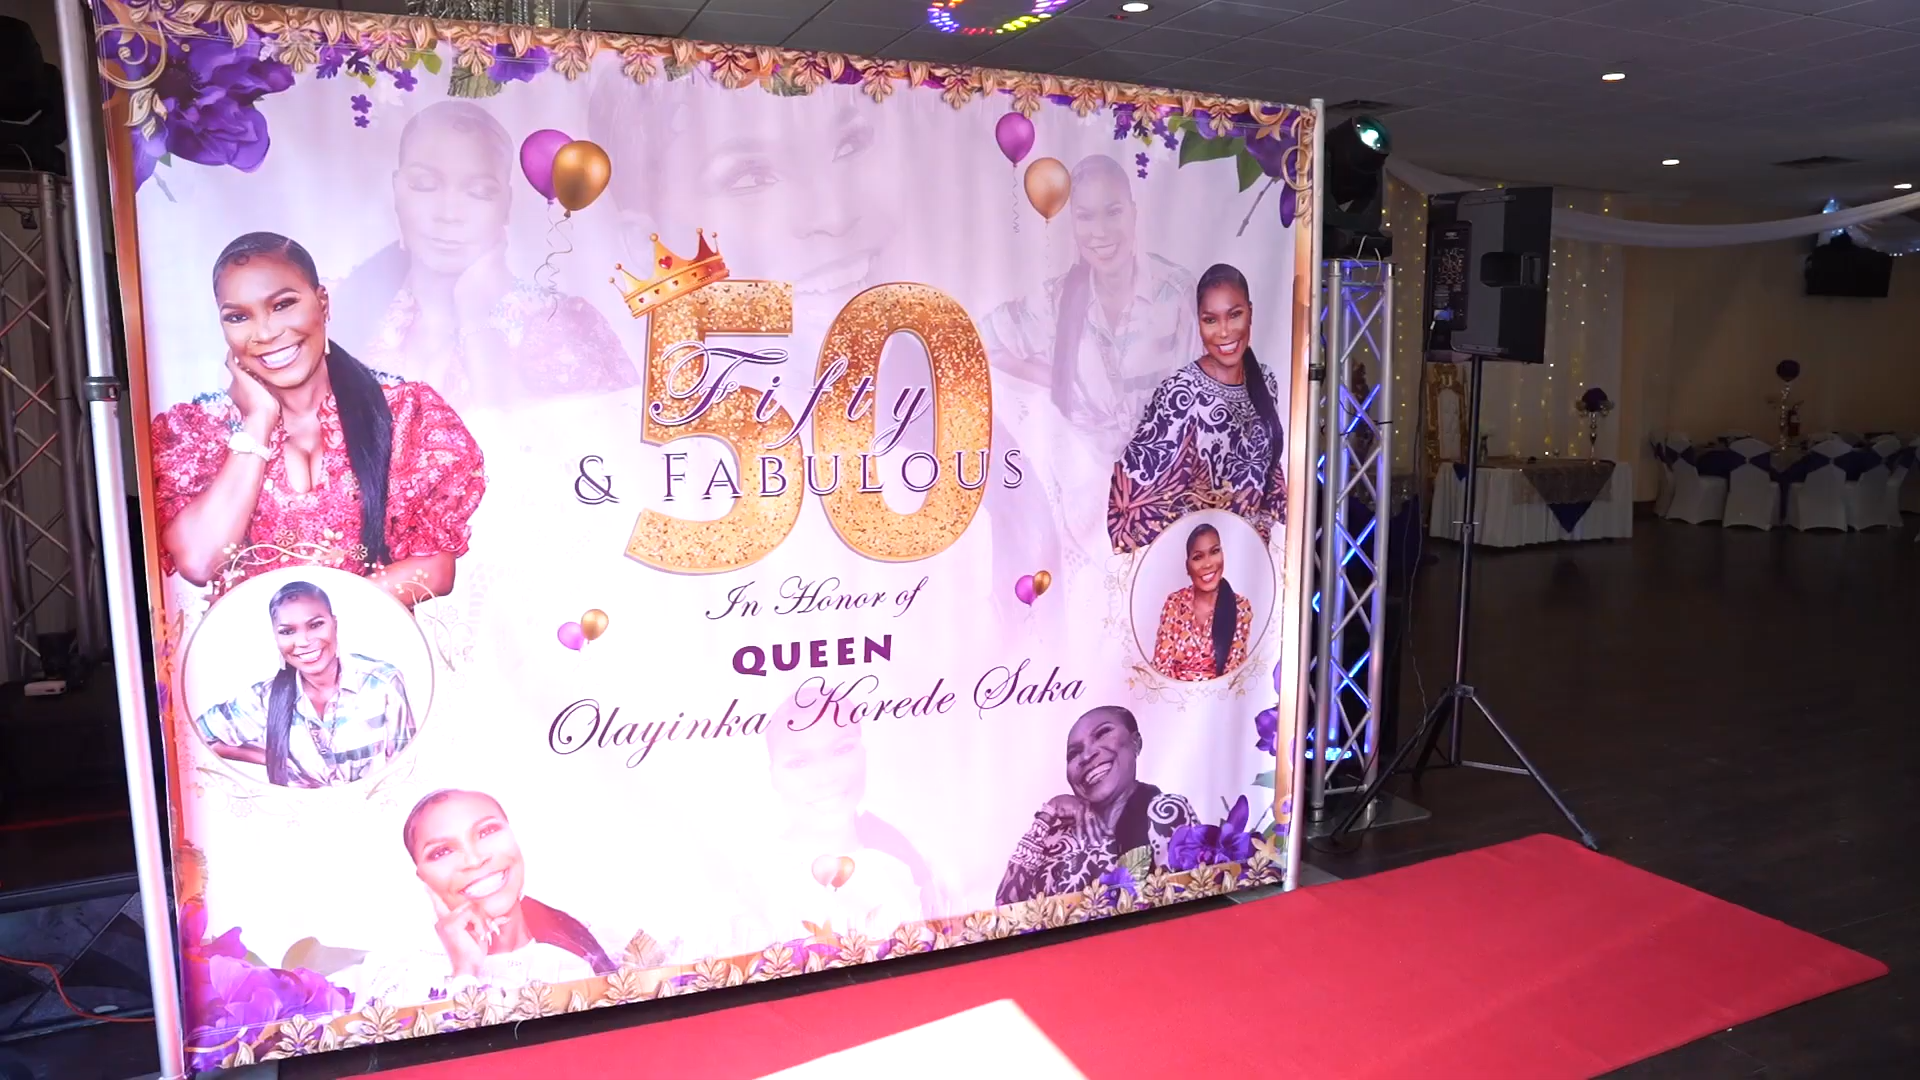 50
Fifty
& FABULOUS
In Honor of
QUEEN
Olayinka Korede Saka